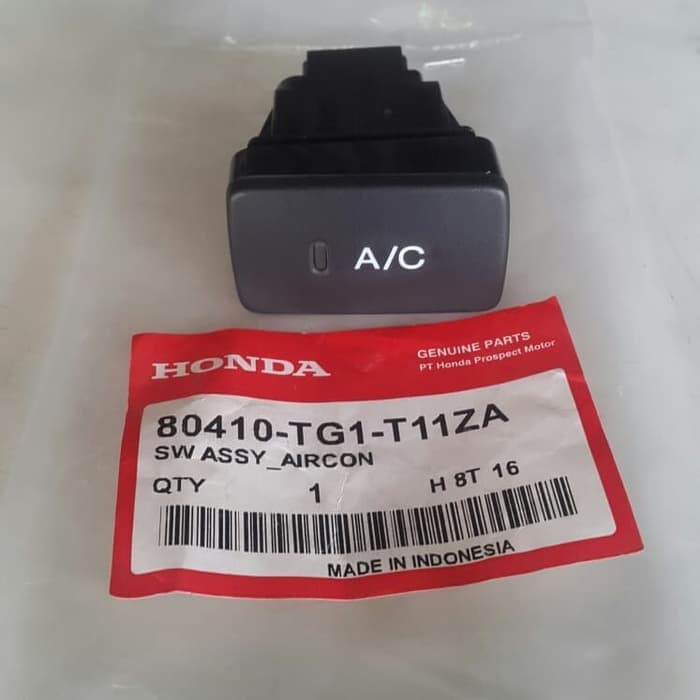 A/C
HONDA
GENUINE PARTS
PT Honda Prospect Motor
80410-TG1-T11ZA
SW ASSY_AIRCON
QTY 1 H 8T 16
MADE IN INDONESIA